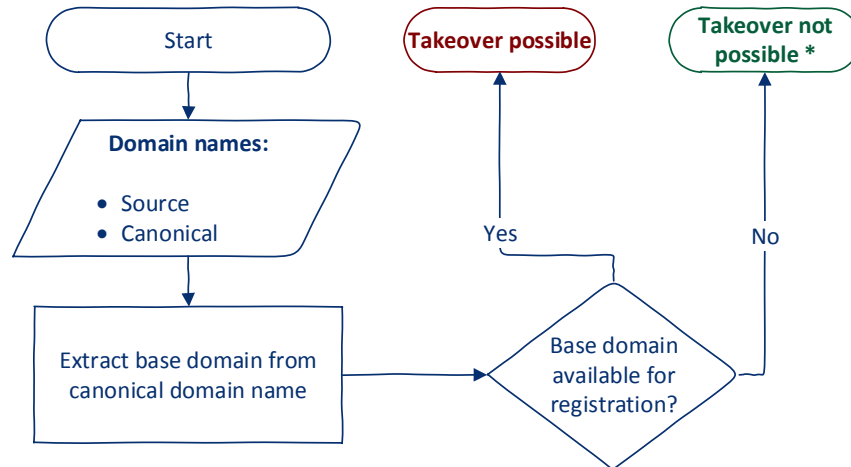 Start
Takeover possible
Takeover not
possible *
Domain names:
• Source
• Canonical
Yes
No
Extract base domain from
canonical domain name
Base domain
available for
registration?